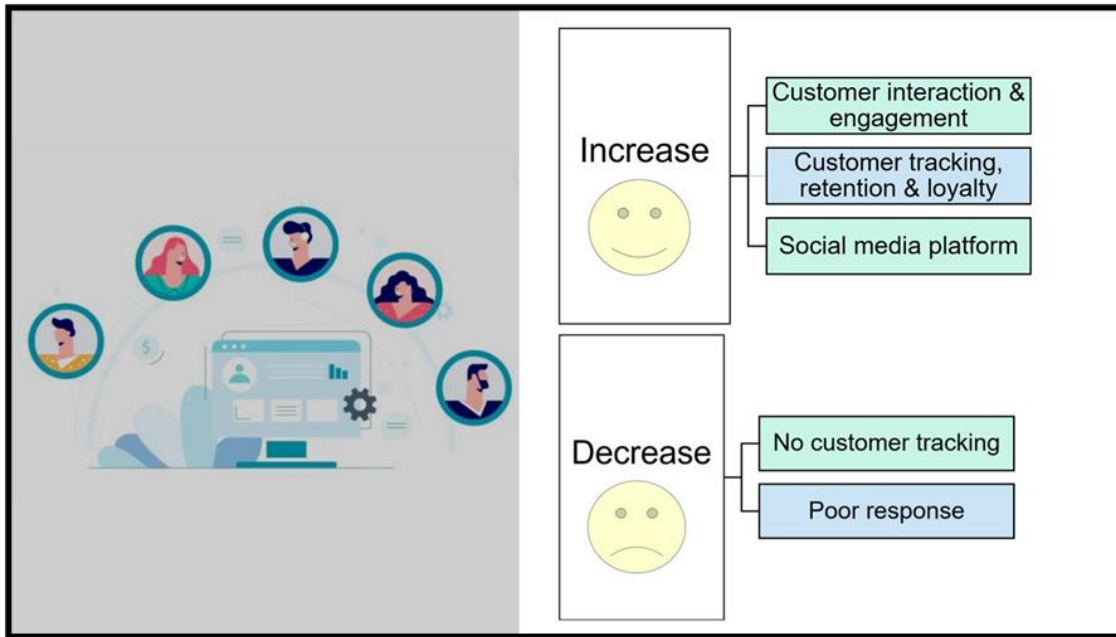 Increase
Customer interaction &
engagement
Customer tracking,
retention & loyalty
Social media platform
Decrease
No customer tracking
Poor response
$